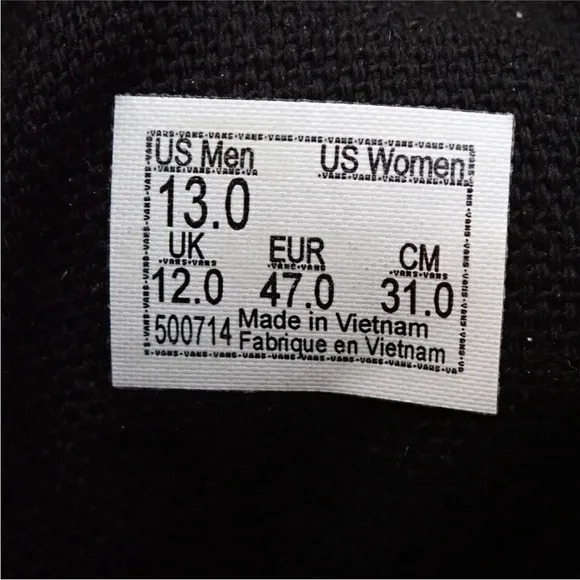 US Men US Women
13.0
UK EUR CM
12.0 47.0 31.0
500714 Made in Vietnam
Fabrique en Vietnam